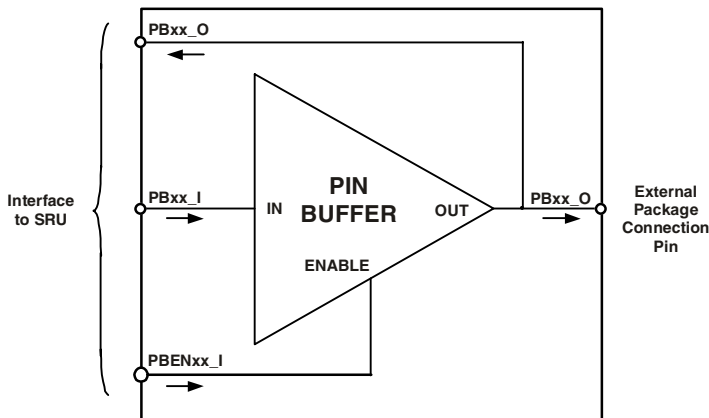 PBxx_O
PBxx_I
PIN
BUFFER
IN
OUT
ENABLE
PBENxx_I
PBxx_O
Interface
to SRU
External
Package
Connection
Pin